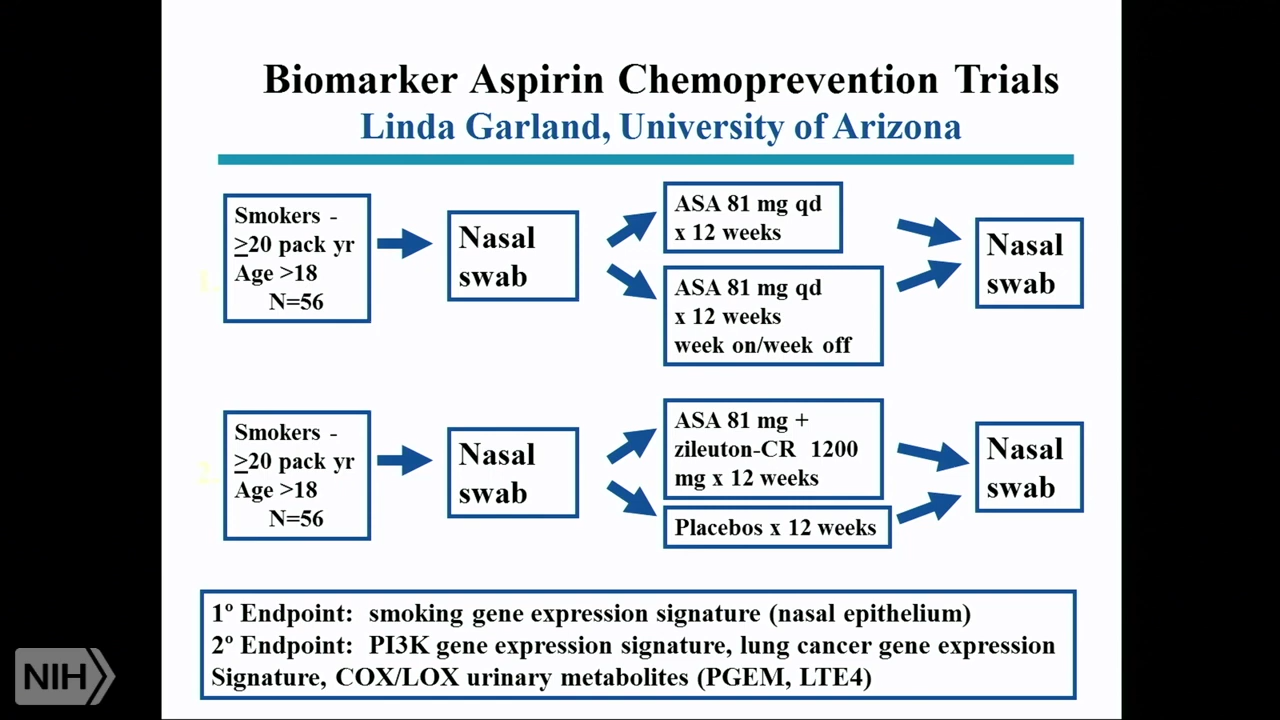 Biomarker Aspirin Chemoprevention Trials
Linda Garland, University of Arizona
1.
Smokers -
≥20 pack yr
Age >18
N=56
Nasal
swab
ASA 81 mg qd
x 12 weeks
ASA 81 mg qd
x 12 weeks
week on/week off
Nasal
swab
2.
Smokers -
≥20 pack yr
Age >18
N=56
Nasal
swab
ASA 81 mg +
zileuton-CR 1200
mg x 12 weeks
Placebos x 12 weeks
Nasal
swab
1º Endpoint: smoking gene expression signature (nasal epithelium)
2º Endpoint: PI3K gene expression signature, lung cancer gene expression
Signature, COX/LOX urinary metabolites (PGEM, LTE4)
NIH